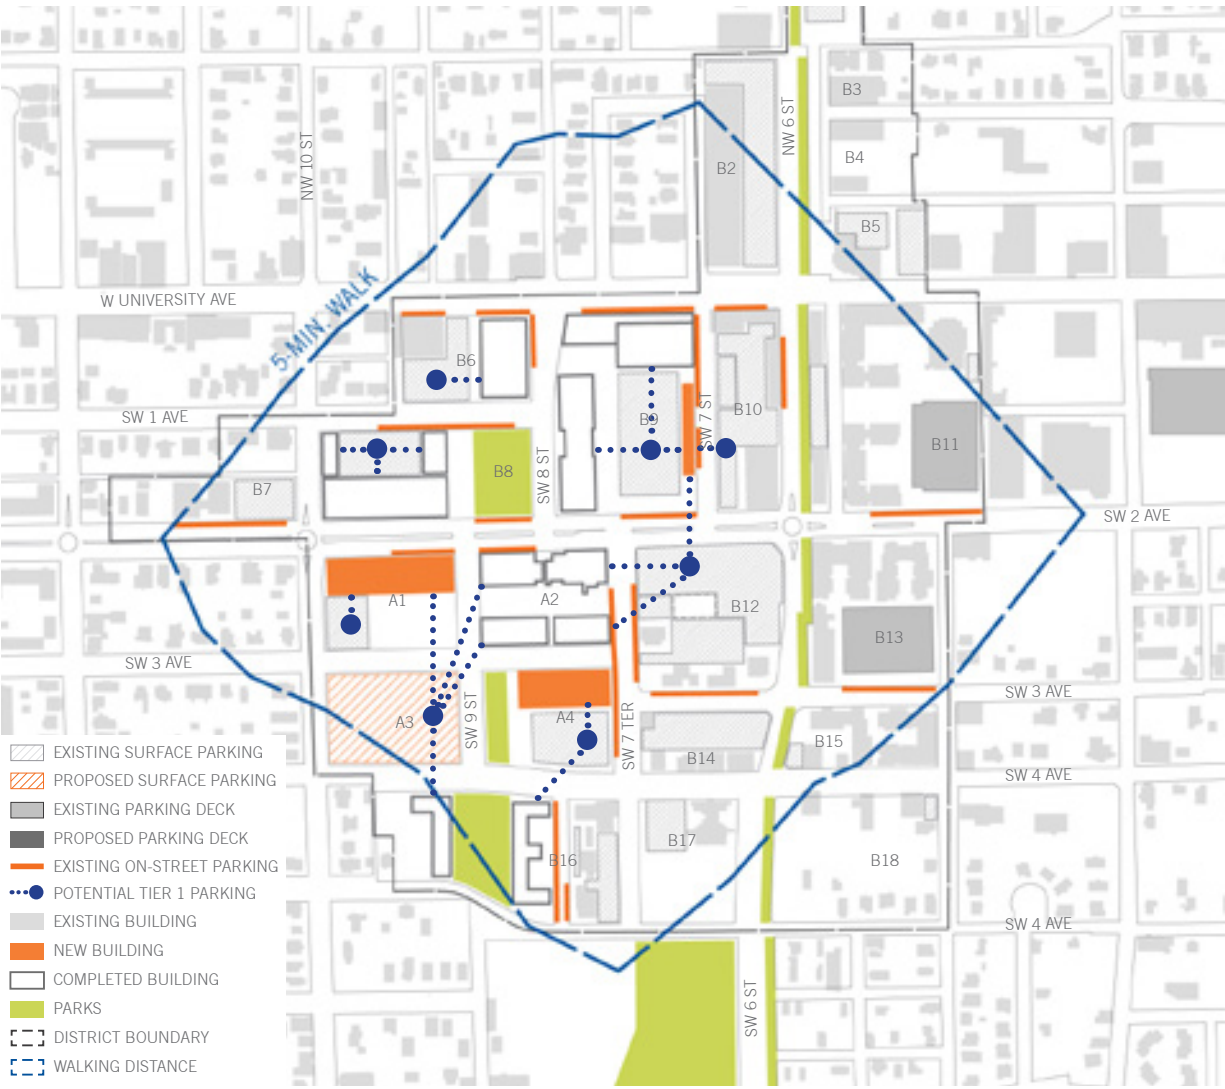 B3
NW 6 ST
NW 10 ST
B4
B2
B5
W UNIVERSITY AVE
5-MIN. WALK
B6
SW 1 AVE
B9
SW 7 ST
B10
B11
B8
SW 8 ST
B7
SW 2 AVE
A1
A2
B12
B13
SW 3 AVE
SW 3 AVE
A3
SW 9 ST
A4
SW 7 TER
B14
B15
SW 4 AVE
B17
B16
B18
SW 4 AVE
SW 6 ST
EXISTING SURFACE PARKING
PROPOSED SURFACE PARKING
EXISTING PARKING DECK
PROPOSED PARKING DECK
EXISTING ON-STREET PARKING
POTENTIAL TIER 1 PARKING
EXISTING BUILDING
NEW BUILDING
COMPLETED BUILDING
PARKS
DISTRICT BOUNDARY
WALKING DISTANCE